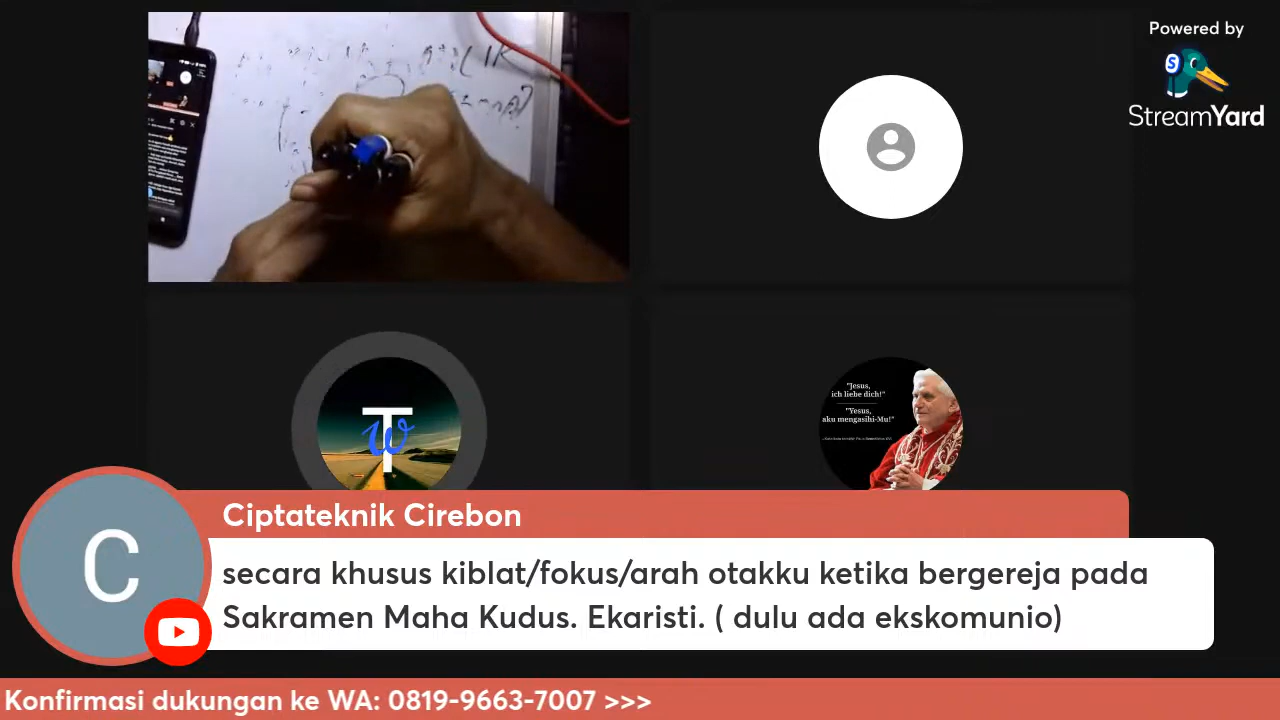 Powered by
S
StreamYard
"Jesus,
ich liebe dich!"
"Yesus,
aku mengasihi-Mu!"
T
w
C
Ciptateknik Cirebon
secara khusus kiblat/fokus/arah otakku ketika bergereja pada
Sakramen Maha Kudus. Ekaristi. ( dulu ada ekskomunio)
Konfirmasi dukungan ke WA: 0819-9663-7007 >>>